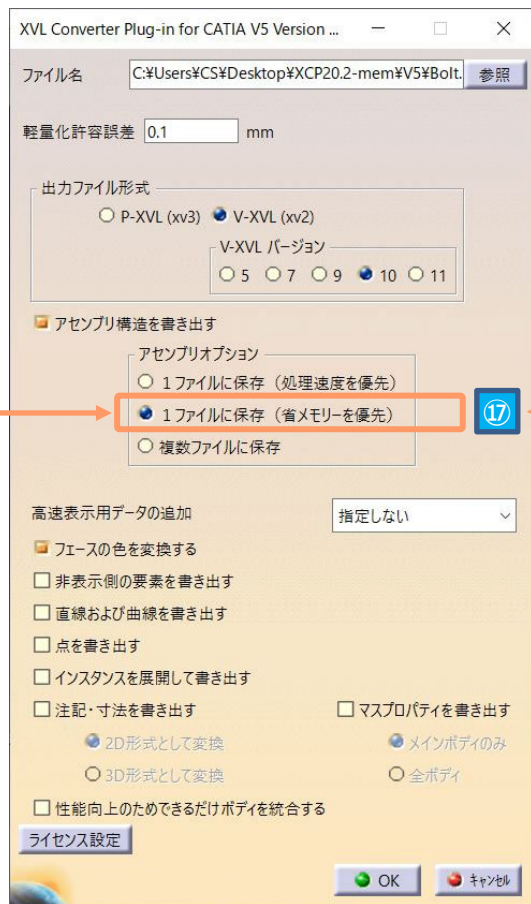 XVL Converter Plug-in for CATIA V5 Version ...
ファイル名 C:¥Users¥CS¥Desktop¥XCP20.2-mem¥V5¥Bolt. 参照
軽量化許容誤差 0.1 mm
出力ファイル形式
P-XVL (xv3) V-XVL (xv2)
V-XVL バージョン
5 7 9 10 11
アセンブリ構造を書き出す
アセンブリオプション
1 ファイルに保存（処理速度を優先）
1 ファイルに保存（省メモリーを優先） ⑰
複数ファイルに保存
高速表示用データの追加 指定しない
フェースの色を変換する
非表示側の要素を書き出す
直線および曲線を書き出す
点を書き出す
インスタンスを展開して書き出す
注記・寸法を書き出す マスプロパティを書き出す
2D形式として変換 メインボディのみ
3D形式として変換 全ボディ
性能向上のためできるだけボディを統合する
ライセンス設定
OK キャンセル